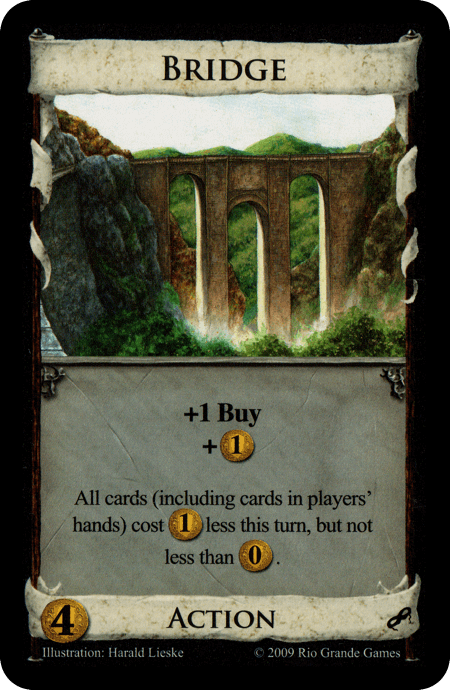 BRIDGE
+1 Buy
+ 1
All cards (including cards in players’
hands) cost 1 less this turn, but not
less than 0 .
4 ACTION
Illustration: Harald Lieske © 2009 Rio Grande Games